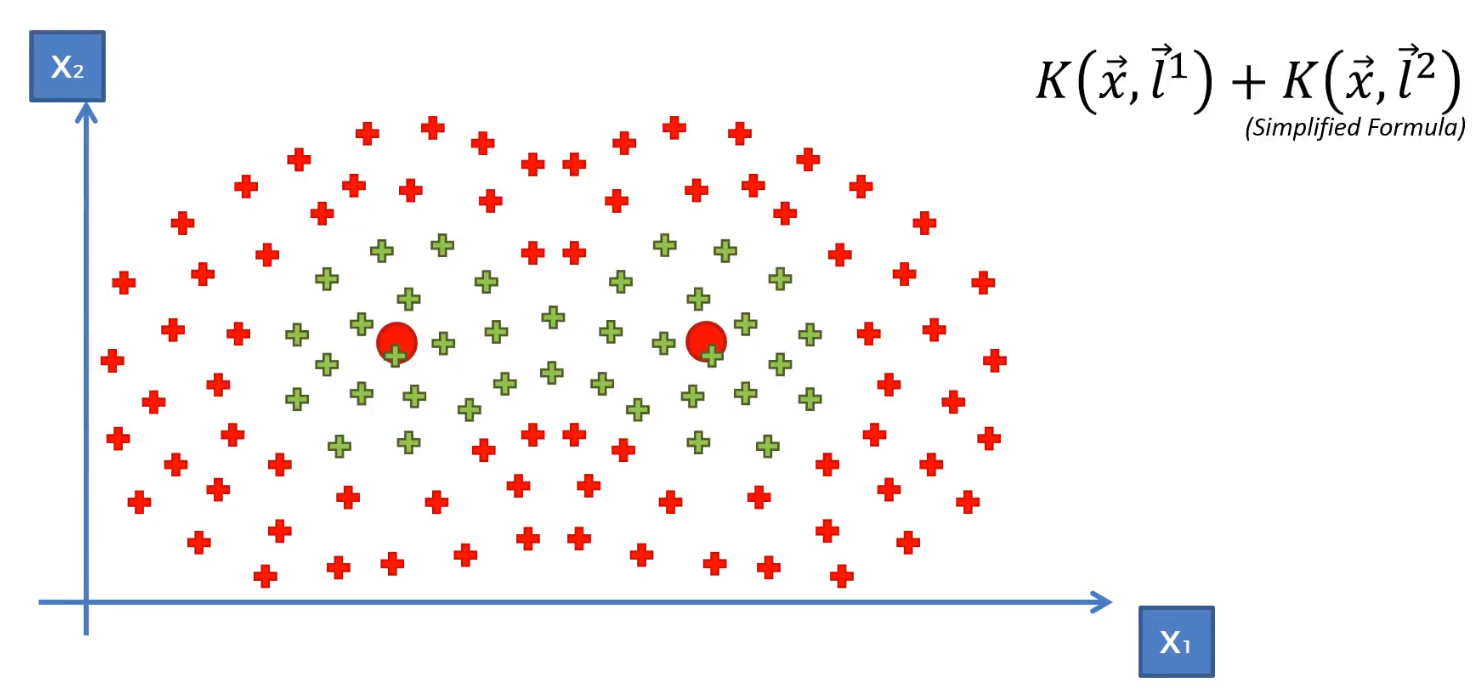 X₂
K(x⃗, l⃗¹) + K(x⃗, l⃗²)
(Simplified Formula)
X₁